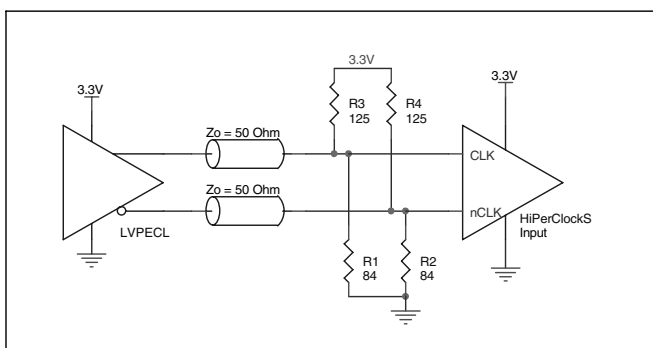 3.3V
3.3V
3.3V
R3
125
R4
125
Zo = 50 Ohm
CLK
Zo = 50 Ohm
nCLK
HiPerClockS
Input
LVPECL
R1
84
R2
84